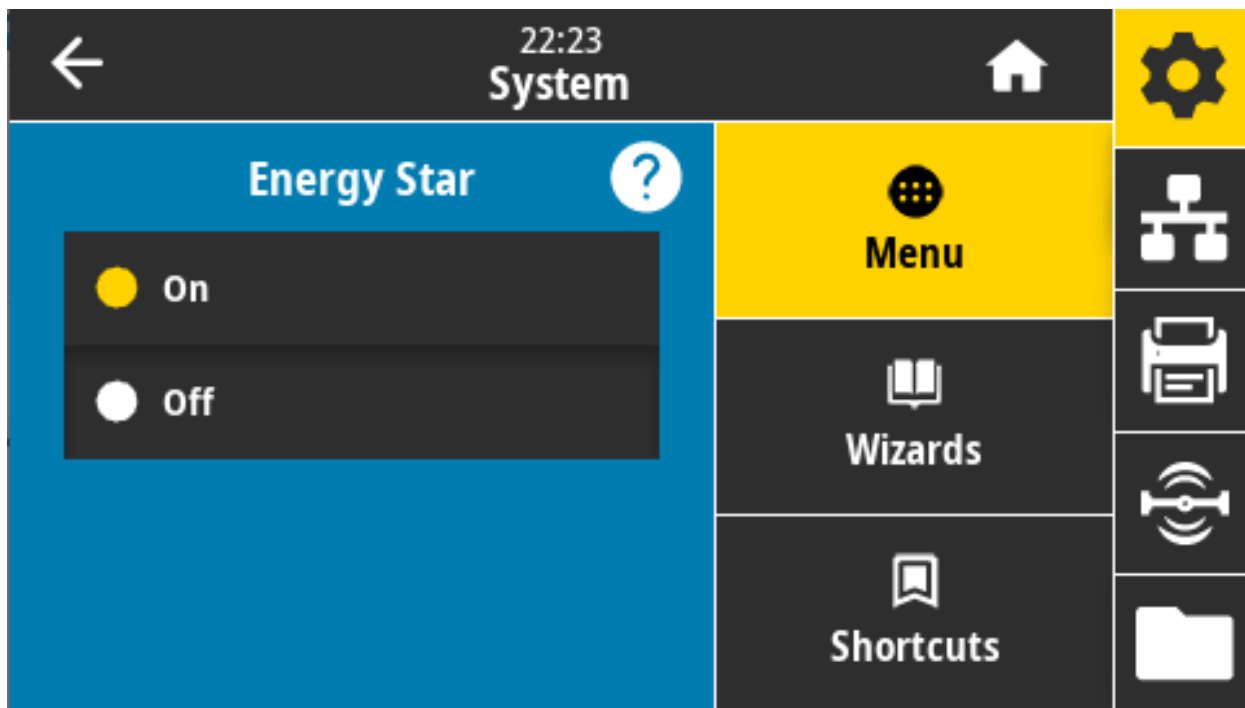 22:23
System
Energy Star
?
On
Off
Menu
Wizards
Shortcuts